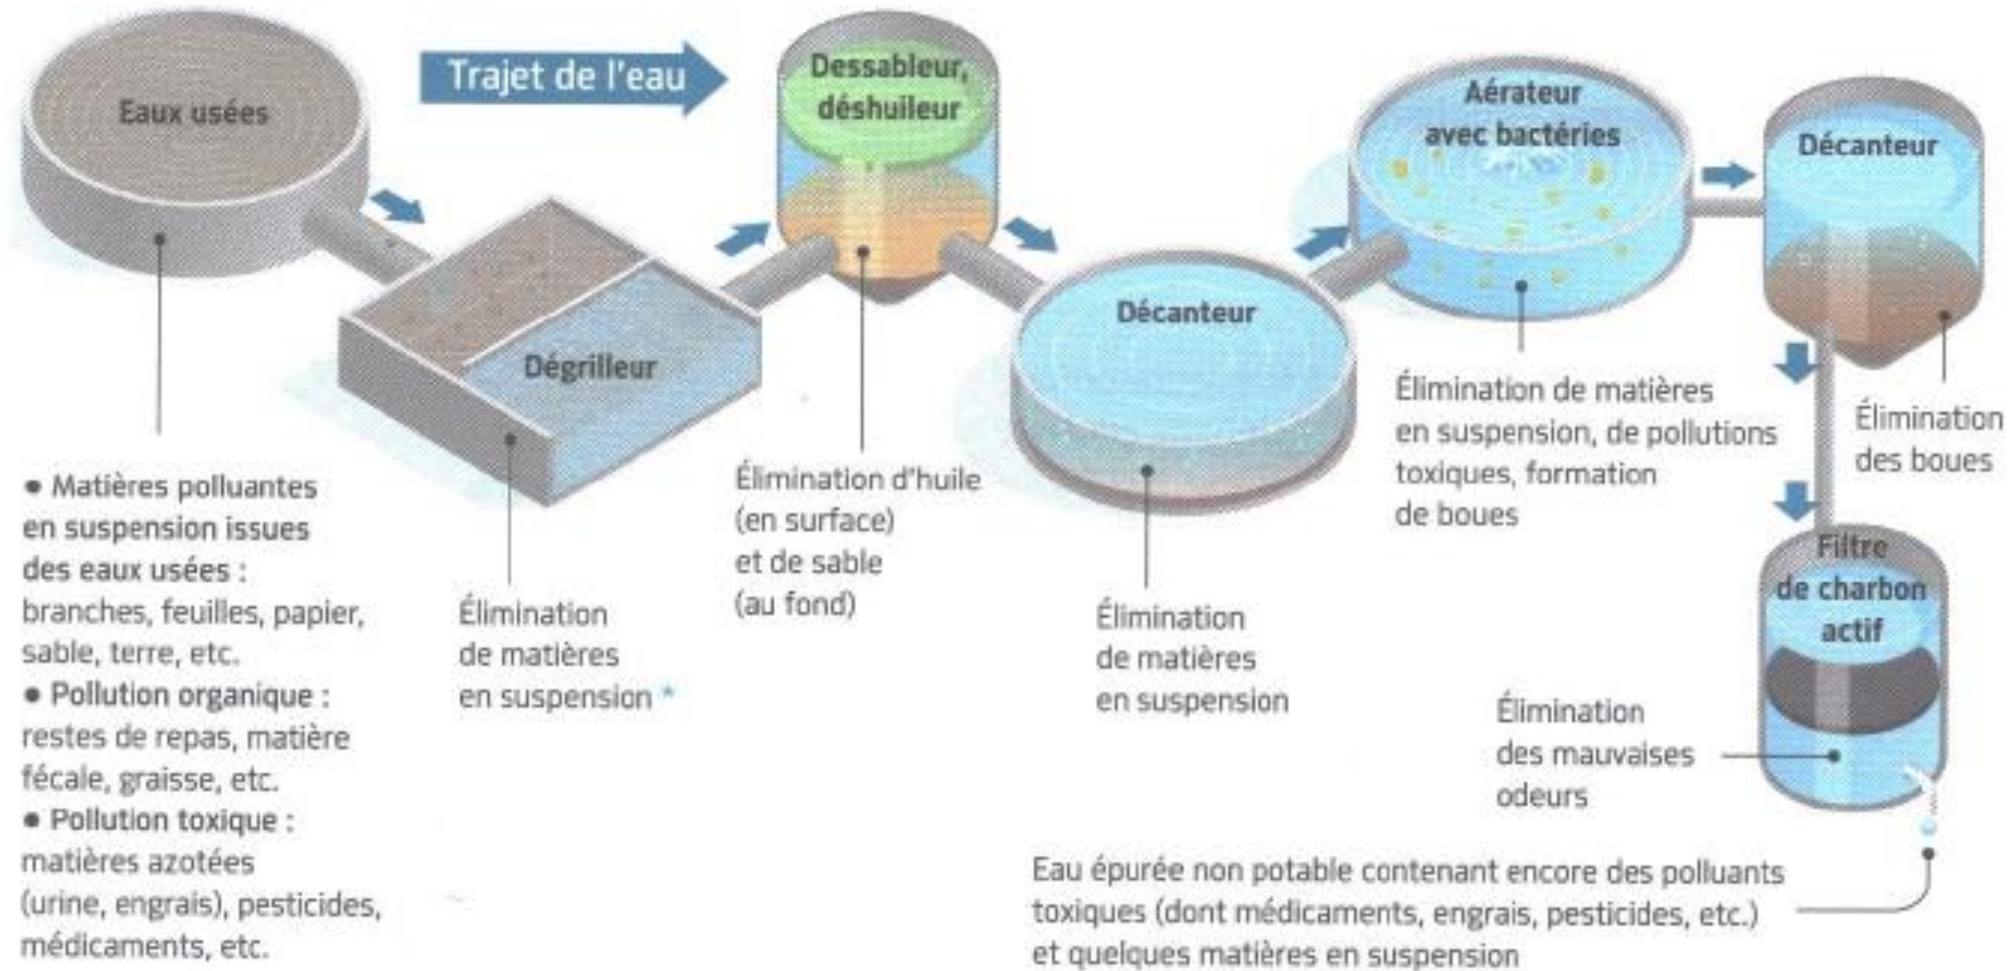 Eaux usées
Trajet de l'eau
Dessableur,
déshuileur
Aérateur
avec bactéries
Décanteur
Dégrilleur
Décanteur
• Matières polluantes
en suspension issues
des eaux usées :
branches, feuilles, papier,
sable, terre, etc.
• Pollution organique :
restes de repas, matière
fécale, graisse, etc.
• Pollution toxique :
matières azotées
(urine, engrais), pesticides,
médicaments, etc.
Élimination
de matières
en suspension *
Élimination d'huile
(en surface)
et de sable
(au fond)
Élimination
de matières
en suspension
Élimination de matières
en suspension, de pollutions
toxiques, formation
de boues
Élimination
des boues
Filtre
de charbon
actif
Élimination
des mauvaises
odeurs
Eau épurée non potable contenant encore des polluants
toxiques (dont médicaments, engrais, pesticides, etc.)
et quelques matières en suspension